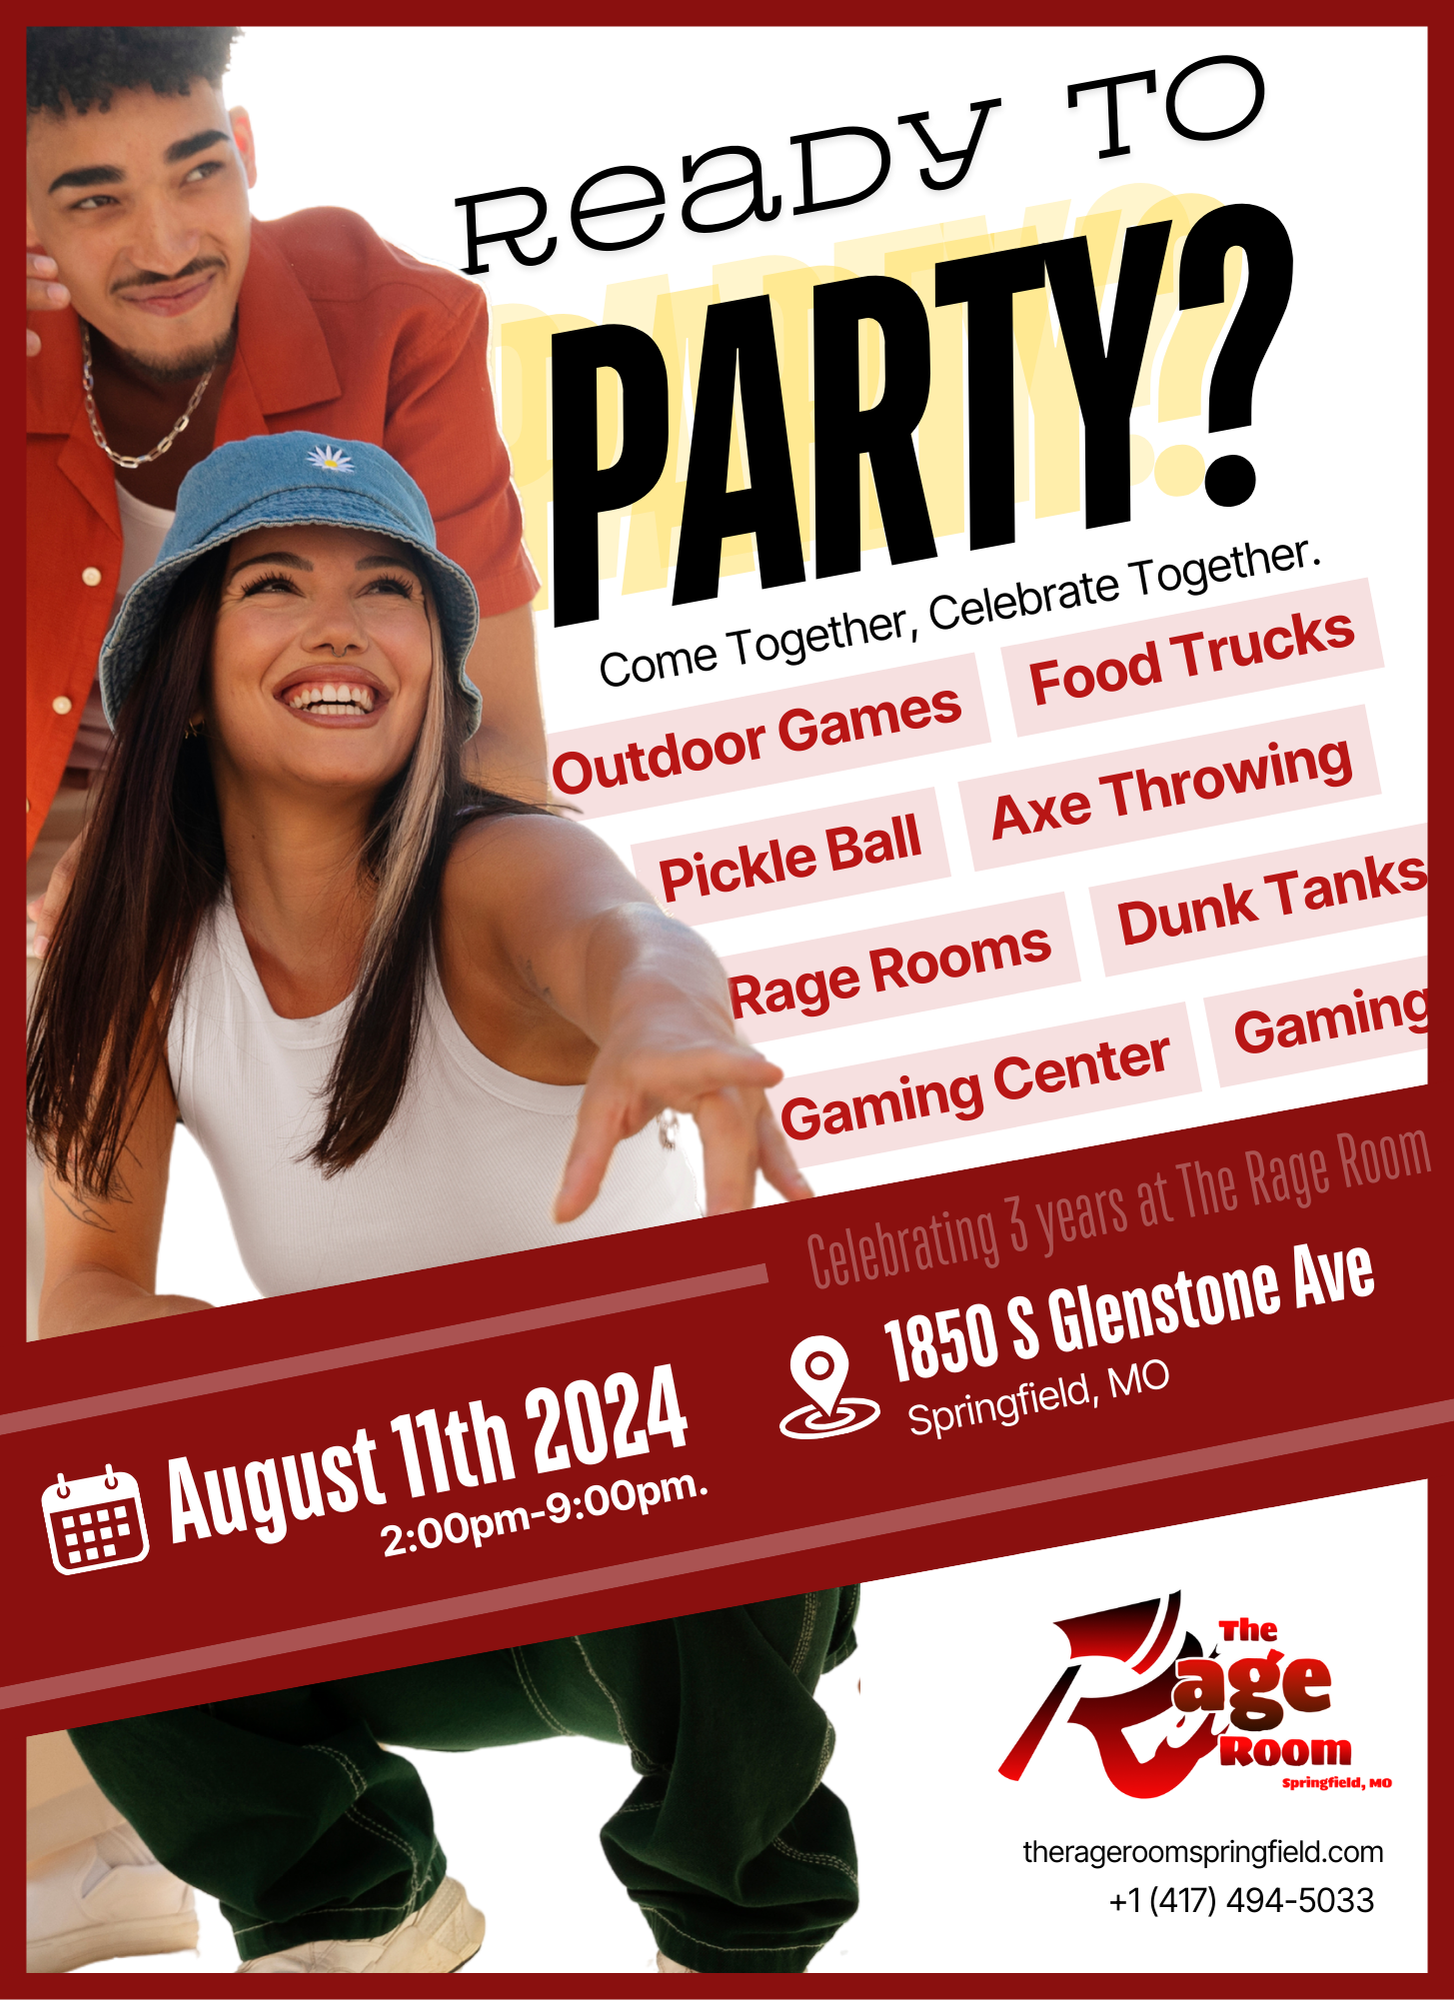 Ready to
PARTY?
Come Together, Celebrate Together.
Outdoor Games
Food Trucks
Pickle Ball
Axe Throwing
Rage Rooms
Dunk Tanks
Gaming Center
Gaming
Celebrating 3 years at The Rage Room
August 11th 2024
2:00pm-9:00pm.
1850 S Glenstone Ave
Springfield, MO
The
Rage
Room
Springfield, MO
therageroomspringfield.com
+1 (417) 494-5033